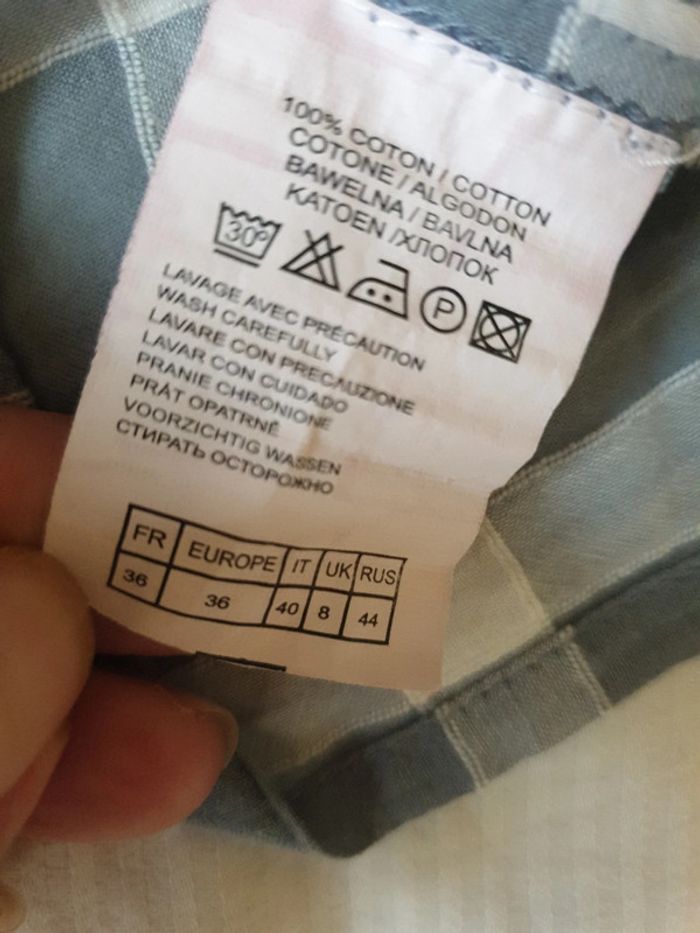 100% COTON / COTTON
COTONE / ALGODON
BAWELNA / BAVLNA
KATOEN /ХЛОПОК
30º P
LAVAGE AVEC PRÉCAUTION
WASH CAREFULLY
LAVARE CON PRECAUZIONE
LAVAR CON CUIDADO
PRANIE CHRONIONE
PRÁT OPATRNĚ
VOORZICHTIG WASSEN
СТИРАТЬ ОСТОРОЖНО
FR EUROPE IT UK RUS
36 36 40 8 44